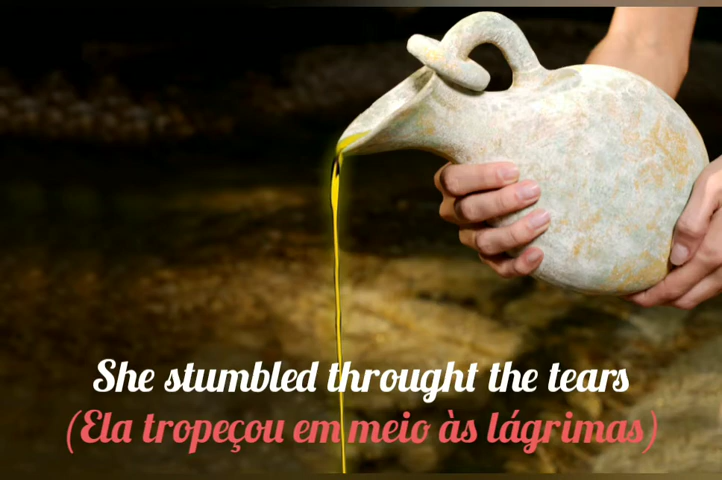 She stumbled throught the tears
(Ela tropeçou em meio às lágrimas)